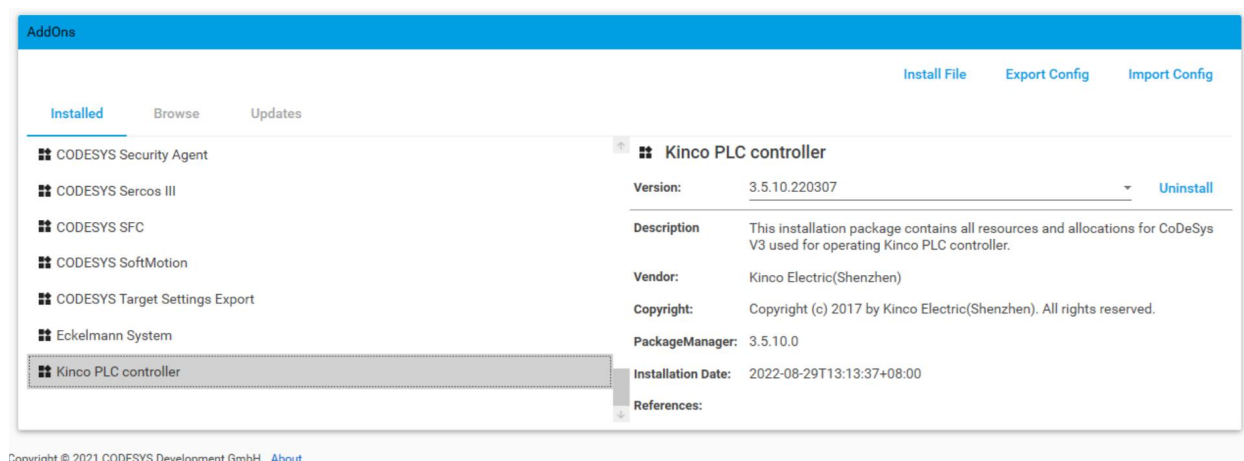 AddOns
Install File Export Config Import Config
Installed Browse Updates
CODESYS Security Agent
CODESYS Sercos III
CODESYS SFC
CODESYS SoftMotion
CODESYS Target Settings Export
Eckelmann System
Kinco PLC controller
Kinco PLC controller
Version: 3.5.10.220307 Uninstall
Description This installation package contains all resources and allocations for CoDeSys
V3 used for operating Kinco PLC controller.
Vendor: Kinco Electric(Shenzhen)
Copyright: Copyright (c) 2017 by Kinco Electric(Shenzhen). All rights reserved.
PackageManager: 3.5.10.0
Installation Date: 2022-08-29T13:13:37+08:00
References:
Copyright © 2021 CODESYS Development GmbH About